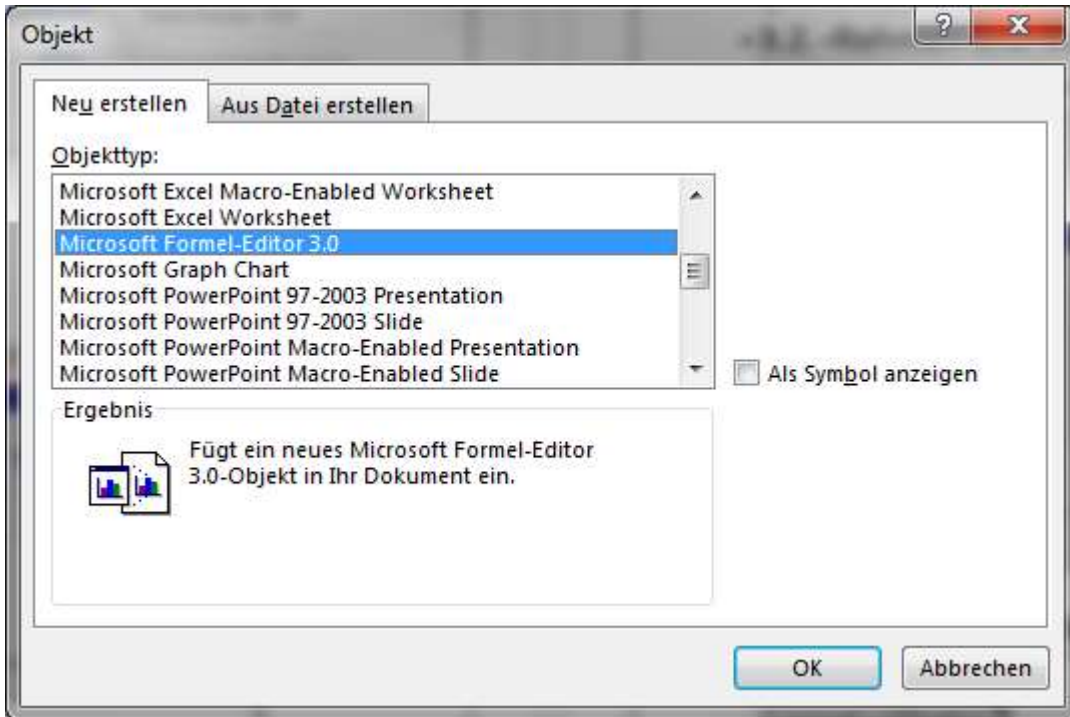 Objekt
Neu erstellen
Aus Datei erstellen
Objekttyp:
Microsoft Excel Macro-Enabled Worksheet
Microsoft Excel Worksheet
Microsoft Formel-Editor 3.0
Microsoft Graph Chart
Microsoft PowerPoint 97-2003 Presentation
Microsoft PowerPoint 97-2003 Slide
Microsoft PowerPoint Macro-Enabled Presentation
Microsoft PowerPoint Macro-Enabled Slide
Als Symbol anzeigen
Ergebnis
Fügt ein neues Microsoft Formel-Editor
3.0-Objekt in Ihr Dokument ein.
OK
Abbrechen